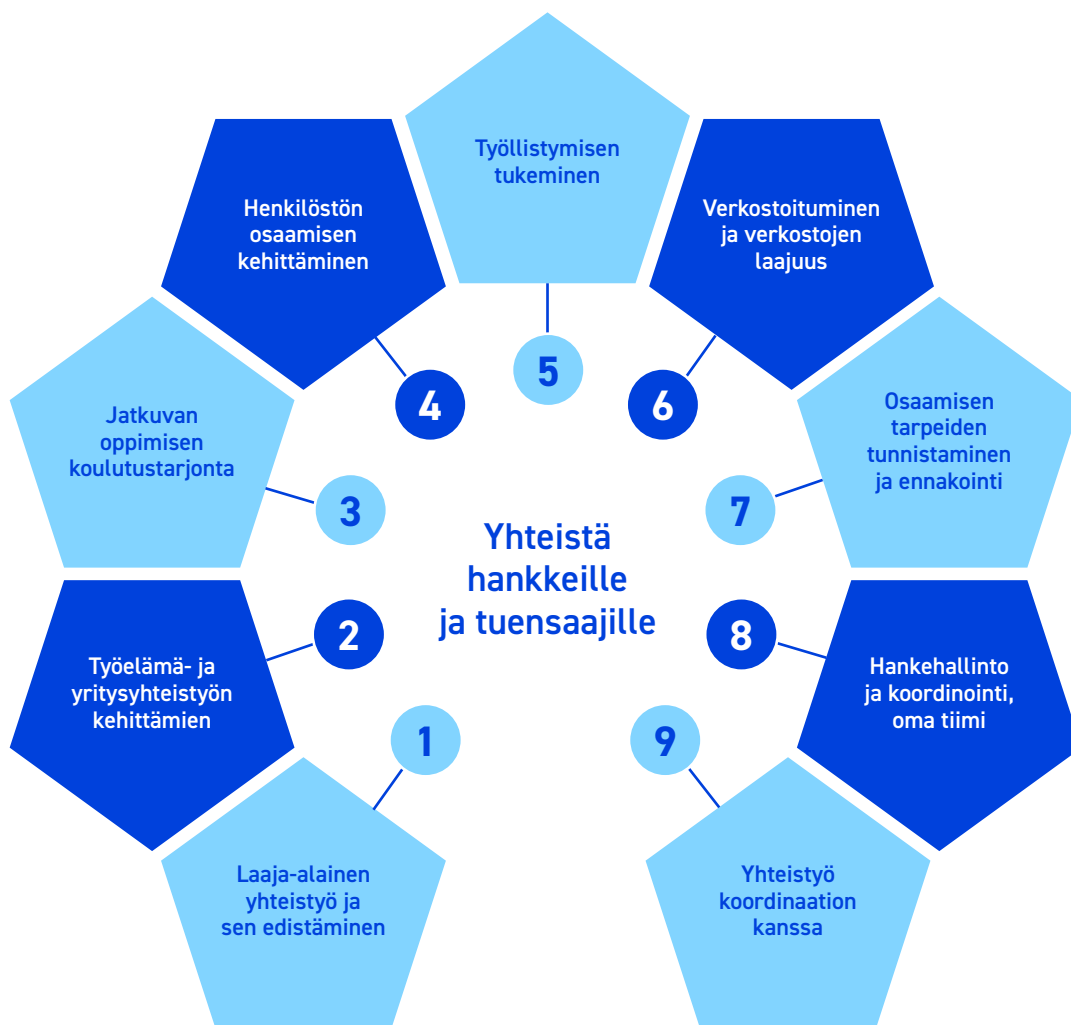 Yhteistä
hankkeille
ja tuensaajille
1
Laaja-alainen
yhteistyö ja
sen edistäminen
2
Työelämä- ja
yritysyhteistyön
kehittämien
3
Jatkuvan
oppimisen
koulutustarjonta
4
Henkilöstön
osaamisen
kehittäminen
5
Työllistymisen
tukeminen
6
Verkostoituminen
ja verkostojen
laajuus
7
Osaamisen
tarpeiden
tunnistaminen
ja ennakointi
8
Hankehallinto
ja koordinointi,
oma tiimi
9
Yhteistyö
koordinaation
kanssa